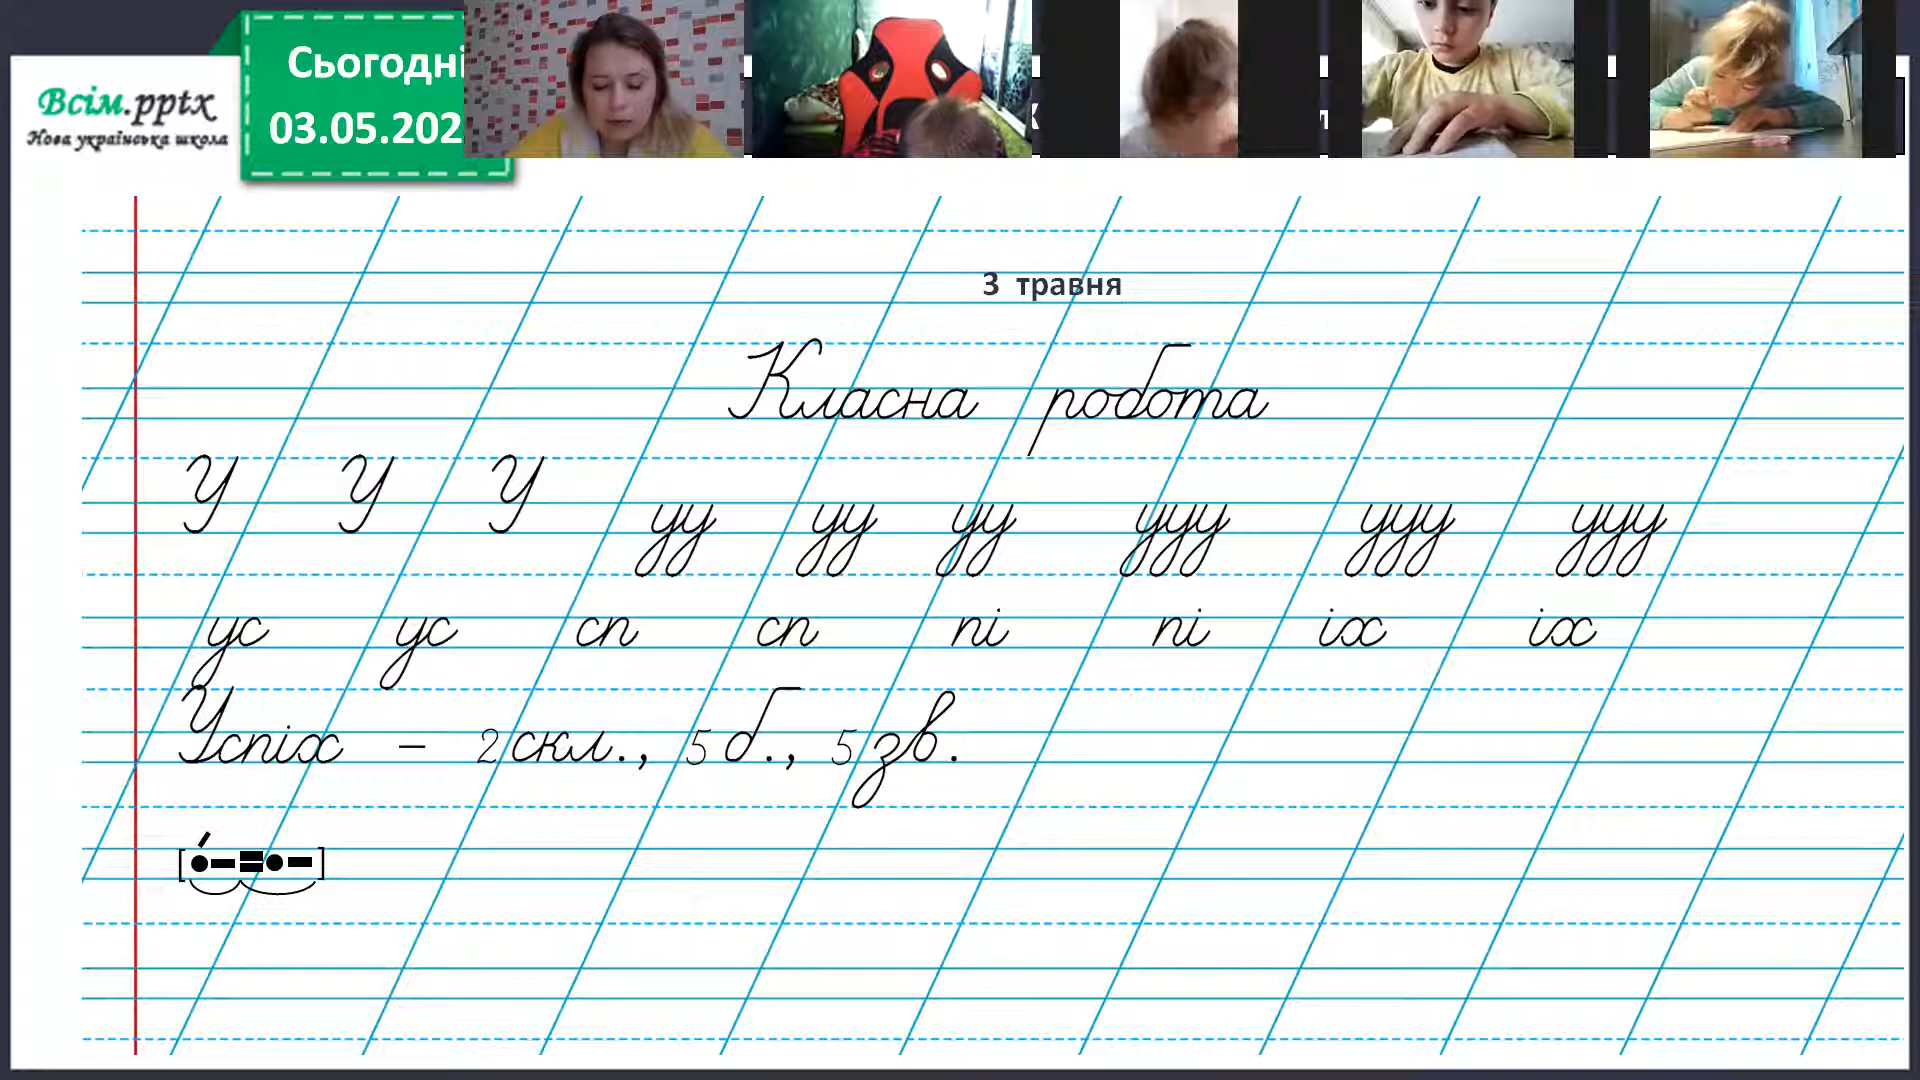 Всім.pptx
Нова українська школа
Сьогодні
03.05.202
3 травня
Класна робота
У У У уу уу уу ууу ууу ууу
ус ус сп сп пі пі іх іх
Успіх – 2 скл., 5 б., 5 зв.